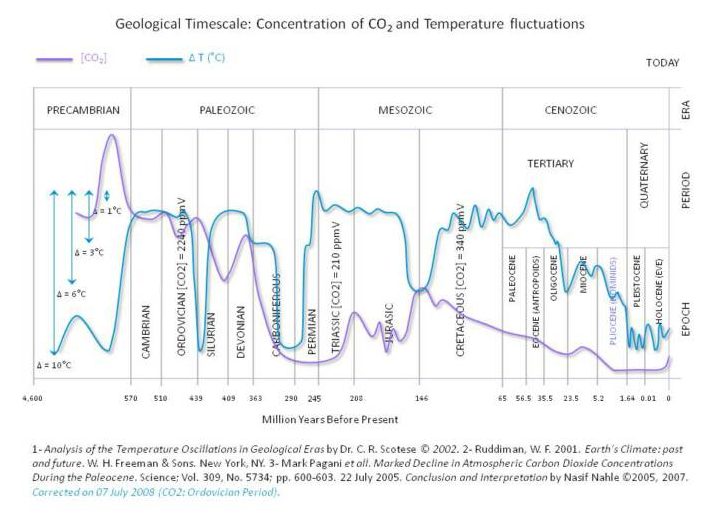 Geological Timescale: Concentration of CO2 and Temperature fluctuations
[CO2]
Δ T (°C)
TODAY
PRECAMBRIAN
PALEOZOIC
MESOZOIC
CENOZOIC
ERA
TERTIARY
QUATERNARY
PERIOD
Δ = 1°C
Δ = 3°C
Δ = 6°C
Δ = 10°C
CAMBRIAN
ORDOVICIAN [CO2] = 2240 ppmV
SILURIAN
DEVONIAN
CARBONIFEROUS
PERMIAN
TRIASSIC [CO2] = 210 ppmV
JURASIC
CRETACEOUS [CO2] = 340 ppmV
PALEOCENE
EOCENE (ANTROPOIDS)
OLIGOCENE
MIOCENE
PLIOCENE (HOMINIDS)
PLEISTOCENE
HOLOCENE (EVE)
EPOCH
4,600 570 510 439 409 363 290 245 200 146 65 56.5 35.5 23.5 5.2 1.64 0.01 0
Million Years Before Present
1- Analysis of the Temperature Oscillations in Geological Eras by Dr. C. R. Scotese © 2002. 2- Ruddiman, W. F. 2001. Earth's Climate: past
and future. W. H. Freeman & Sons. New York, NY. 3- Mark Pagani et all. Marked Decline in Atmospheric Carbon Dioxide Concentrations
During the Paleocene. Science; Vol. 309, No. 5734; pp. 600-603. 22 July 2005. Conclusion and Interpretation by Nasif Nahle ©2005, 2007.
Corrected on 07 July 2008 (CO2: Ordovician Period).